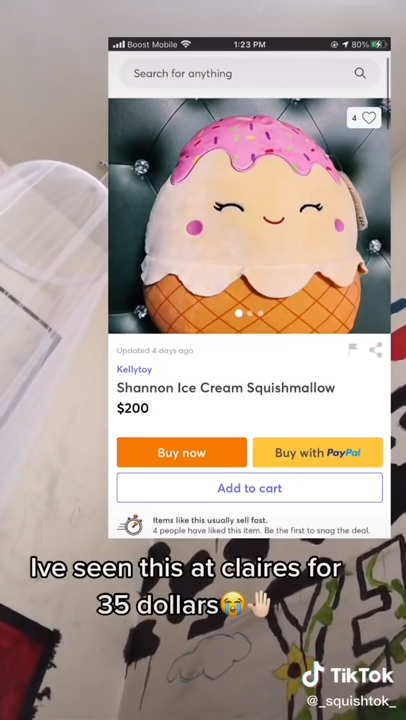 Boost Mobile 1:23 PM 80%
Search for anything
4
Updated 4 days ago
Kellytoy
Shannon Ice Cream Squishmallow
$200
Buy now
Buy with PayPal
Add to cart
Items like this usually sell fast.
4 people have liked this item. Be the first to snag the deal.
Ive seen this at claires for
35 dollars😭✋🏻
TikTok
@_squishtok_